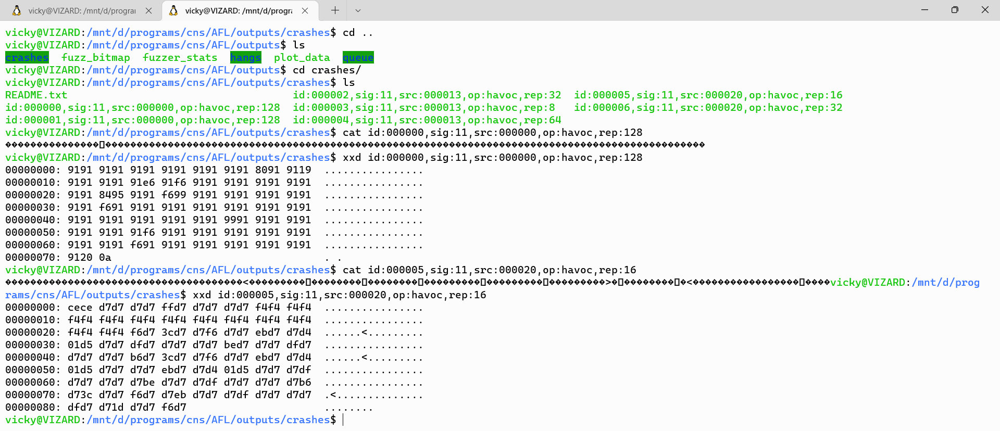 vicky@VIZARD: /mnt/d/prograr
vicky@VIZARD: /mnt/d/progra
vicky@VIZARD:/mnt/d/programs/cns/AFL/outputs/crashes$ cd ..
vicky@VIZARD:/mnt/d/programs/cns/AFL/outputs$ ls
crashes  fuzz_bitmap  fuzzer_stats  hangs  plot_data  queue
vicky@VIZARD:/mnt/d/programs/cns/AFL/outputs$ cd crashes/
vicky@VIZARD:/mnt/d/programs/cns/AFL/outputs/crashes$ ls
README.txt                                    id:000002,sig:11,src:000013,op:havoc,rep:32  id:000005,sig:11,src:000020,op:havoc,rep:16
id:000000,sig:11,src:000000,op:havoc,rep:128  id:000003,sig:11,src:000013,op:havoc,rep:8   id:000006,sig:11,src:000020,op:havoc,rep:32
id:000001,sig:11,src:000000,op:havoc,rep:128  id:000004,sig:11,src:000013,op:havoc,rep:64
vicky@VIZARD:/mnt/d/programs/cns/AFL/outputs/crashes$ cat id:000000,sig:11,src:000000,op:havoc,rep:128
vicky@VIZARD:/mnt/d/programs/cns/AFL/outputs/crashes$ xxd id:000000,sig:11,src:000000,op:havoc,rep:128
00000000: 9191 9191 9191 9191 9191 9191 8091 9119  ................
00000010: 9191 9191 91e6 91f6 9191 9191 9191 9191  ................
00000020: 9191 8495 9191 f699 9191 9191 9191 9191  ................
00000030: 9191 f691 9191 9191 9191 9191 9191 9191  ................
00000040: 9191 9191 9191 9191 9191 9991 9191 9191  ................
00000050: 9191 9191 91f6 9191 9191 9191 9191 9191  ................
00000060: 9191 9191 f691 9191 9191 9191 9191 9191  ................
00000070: 9120 0a                                  . .
vicky@VIZARD:/mnt/d/programs/cns/AFL/outputs/crashes$ cat id:000005,sig:11,src:000020,op:havoc,rep:16
< > < vicky@VIZARD:/mnt/d/prog
rams/cns/AFL/outputs/crashes$ xxd id:000005,sig:11,src:000020,op:havoc,rep:16
00000000: cece d7d7 d7d7 ffd7 d7d7 d7d7 f4f4 f4f4  ................
00000010: f4f4 f4f4 f4f4 f4f4 f4f4 f4f4 f4f4 f4f4  ................
00000020: f4f4 f4f4 f6d7 3cd7 d7f6 d7d7 ebd7 d7d4  ......<.........
00000030: 01d5 d7d7 dfd7 d7d7 d7d7 bed7 d7d7 dfd7  ................
00000040: d7d7 d7d7 b6d7 3cd7 d7f6 d7d7 ebd7 d7d4  ......<.........
00000050: 01d5 d7d7 d7d7 ebd7 d7d4 01d5 d7d7 d7df  ................
00000060: d7d7 d7d7 d7be d7d7 d7df d7d7 d7d7 d7b6  ................
00000070: d73c d7d7 f6d7 d7eb d7d7 d7df d7d7 d7d7  .<..............
00000080: dfd7 d71d d7d7 f6d7                      ........
vicky@VIZARD:/mnt/d/programs/cns/AFL/outputs/crashes$